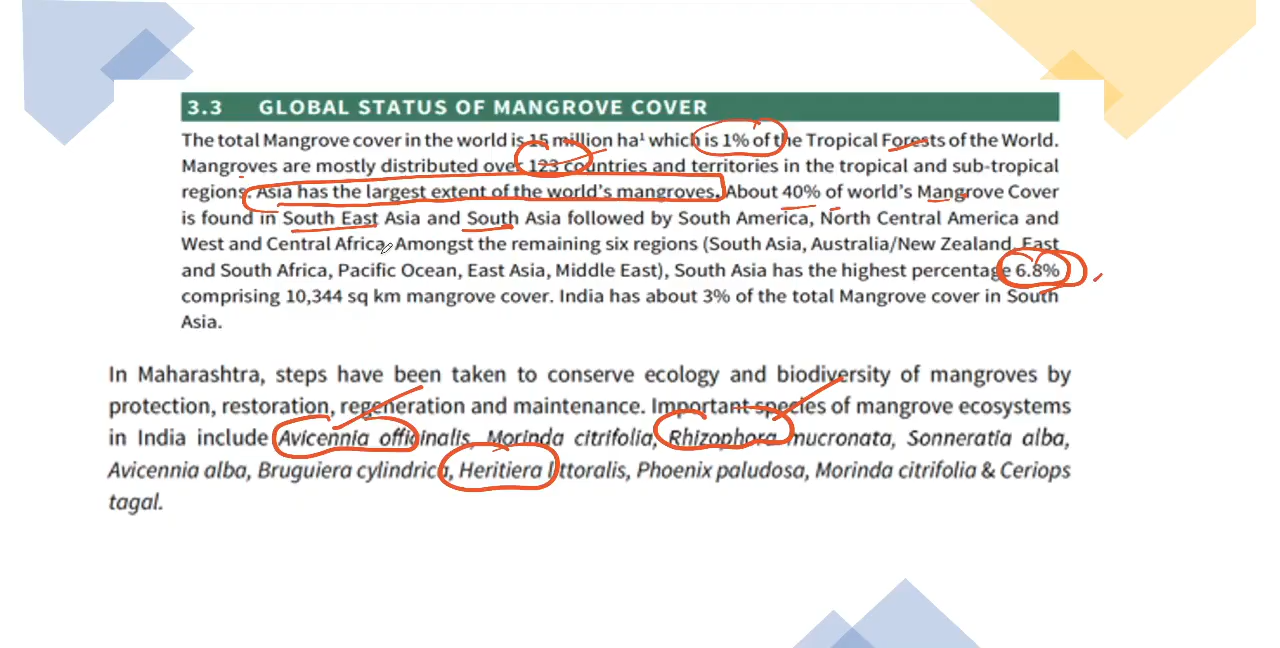 3.3 GLOBAL STATUS OF MANGROVE COVER
The total Mangrove cover in the world is 15 million ha¹ which is 1% of the Tropical Forests of the World.
Mangroves are mostly distributed over 123 countries and territories in the tropical and sub-tropical
regions. Asia has the largest extent of the world's mangroves. About 40% of world's Mangrove Cover
is found in South East Asia and South Asia followed by South America, North Central America and
West and Central Africa. Amongst the remaining six regions (South Asia, Australia/New Zealand, East
and South Africa, Pacific Ocean, East Asia, Middle East), South Asia has the highest percentage 6.8%
comprising 10,344 sq km mangrove cover. India has about 3% of the total Mangrove cover in South
Asia.
In Maharashtra, steps have been taken to conserve ecology and biodiversity of mangroves by
protection, restoration, regeneration and maintenance. Important species of mangrove ecosystems
in India include Avicennia officinalis, Morinda citrifolia, Rhizophora mucronata, Sonneratia alba,
Avicennia alba, Bruguiera cylindrica, Heritiera littoralis, Phoenix paludosa, Morinda citrifolia & Ceriops
tagal.